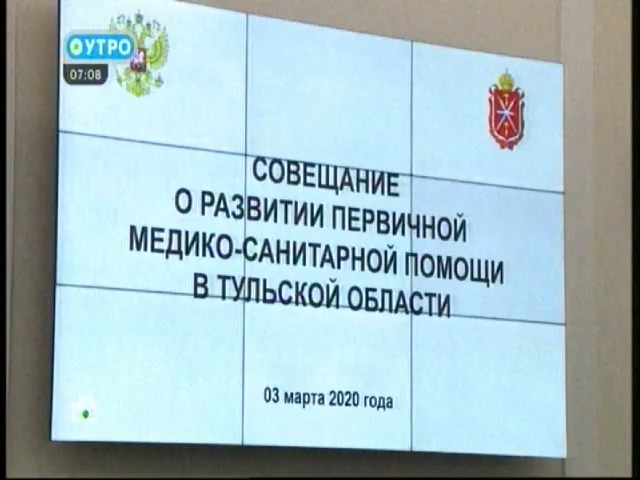 УТРО
07:08
СОВЕЩАНИЕ
О РАЗВИТИИ ПЕРВИЧНОЙ
МЕДИКО-САНИТАРНОЙ ПОМОЩИ
В ТУЛЬСКОЙ ОБЛАСТИ
03 марта 2020 года